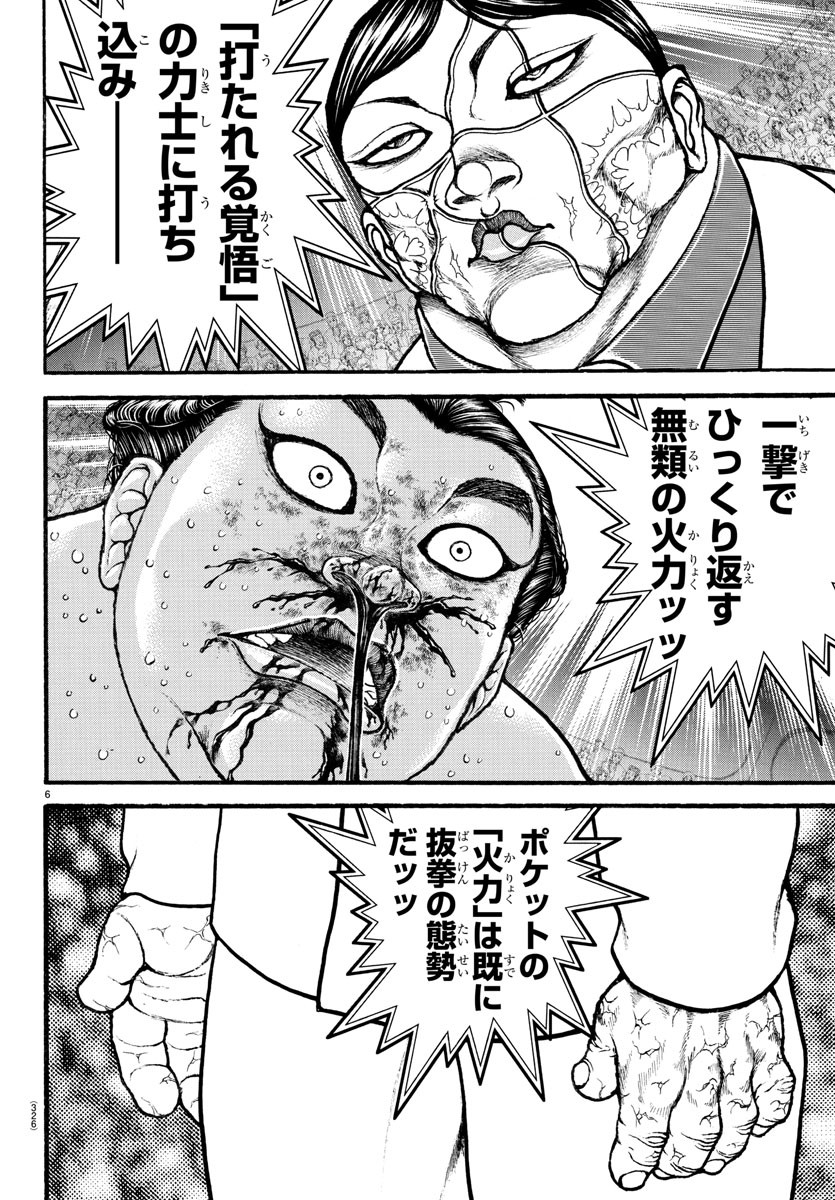 「打たれる覚悟」
の力士に打ち
込み――
一撃で
ひっくり返す
無類の火力ッッ
ポケットの
「火力」は既に
抜拳の態勢
だッッ
6
(326)